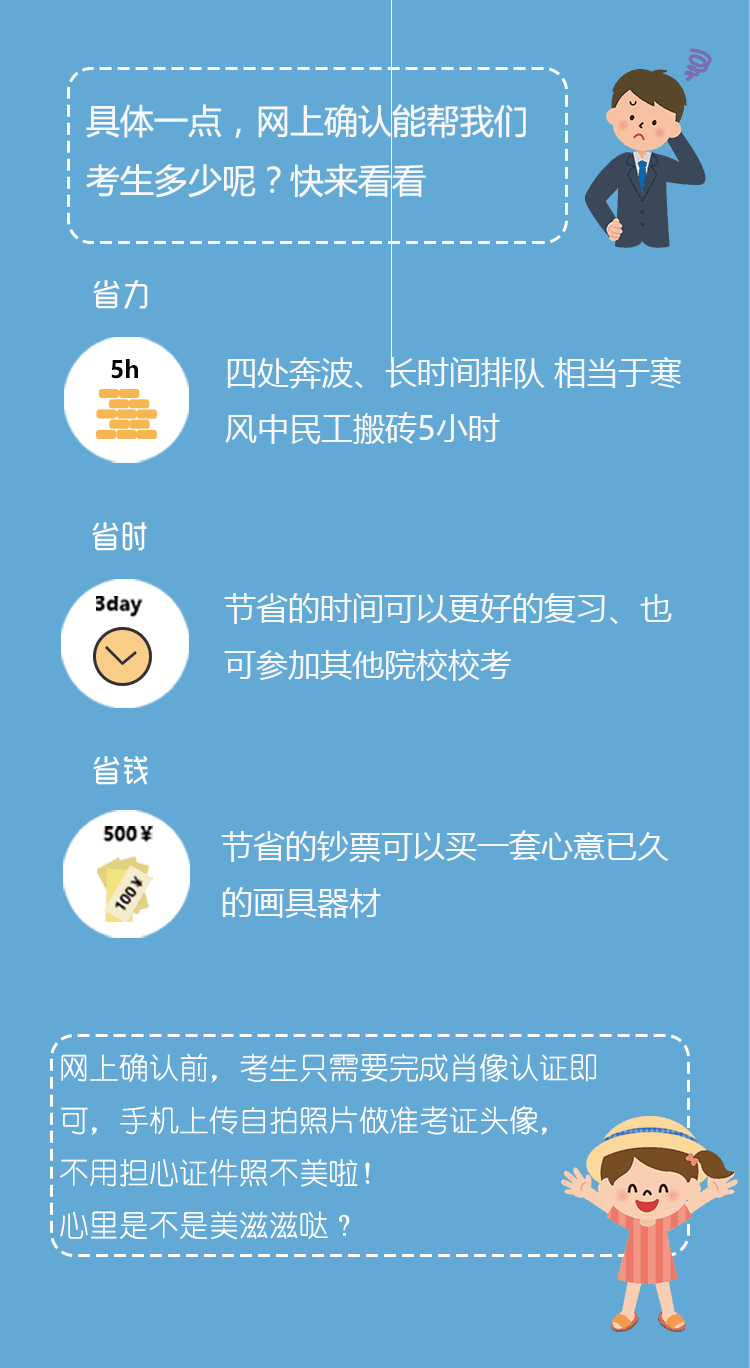 具体一点，网上确认能帮我们
考生多少呢？快来看看
省力
5h
四处奔波、长时间排队 相当于寒
风中民工搬砖5小时
省时
3day
节省的时间可以更好的复习、也
可参加其他院校校考
省钱
500¥
100¥
节省的钞票可以买一套心意已久
的画具器材
网上确认前，考生只需要完成肖像认证即
可，手机上传自拍照片做准考证头像，
不用担心证件照不美啦！
心里是不是美滋滋哒？